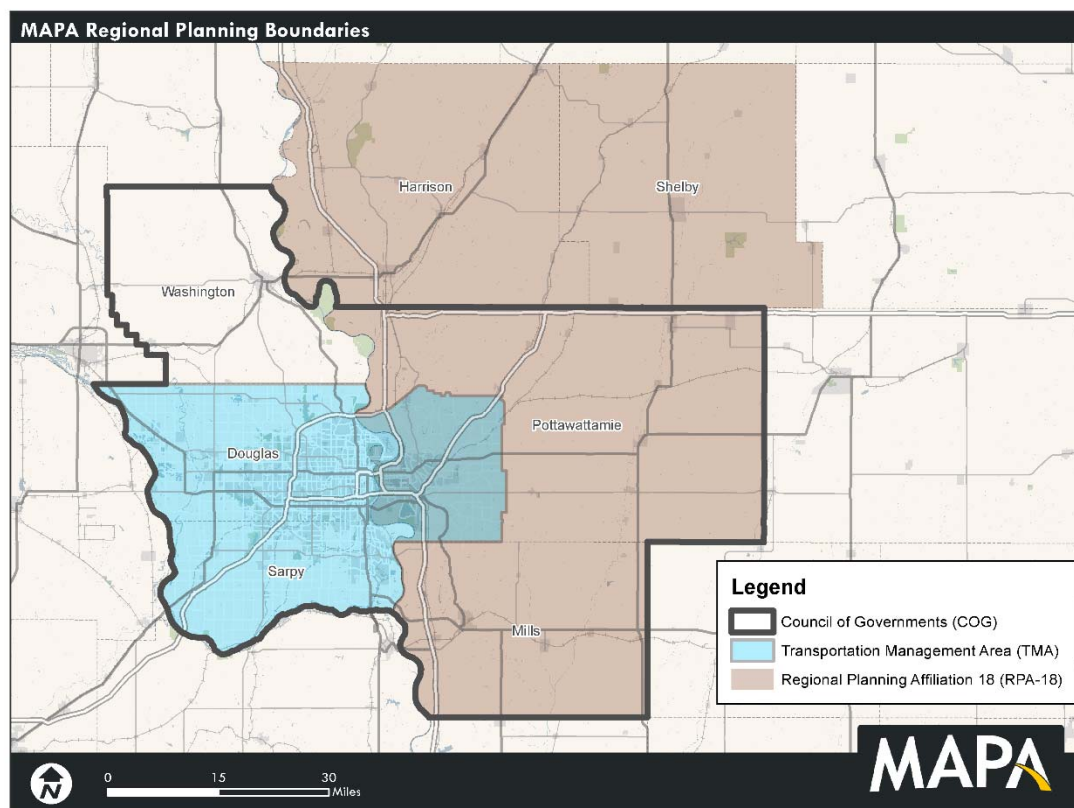 MAPA Regional Planning Boundaries
Harrison
Shelby
Washington
Pottawattamie
Douglas
Sarpy
Mills
Legend
Council of Governments (COG)
Transportation Management Area (TMA)
Regional Planning Affiliation 18 (RPA-18)
N
0 15 30
Miles
MAPA